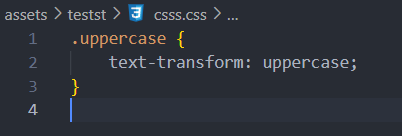 assets > testst > csss.css > ...
1 .uppercase {
2     text-transform: uppercase;
3 }
4